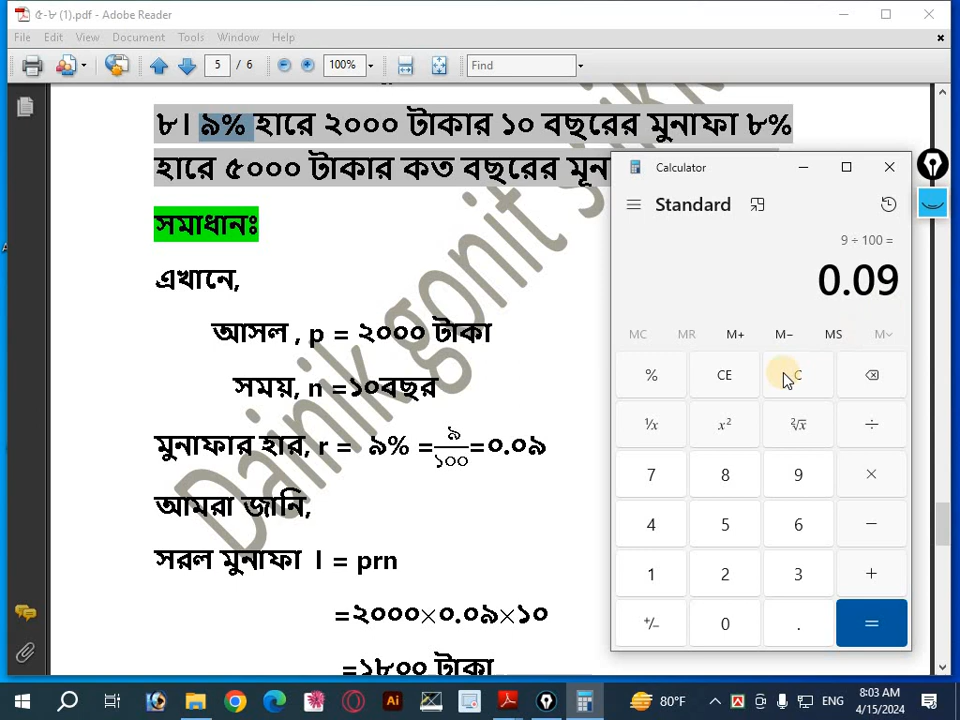 ৫-৮ (1).pdf - Adobe Reader
File Edit View Document Tools Window Help
5 / 6 100% Find
৮। ৯% হারে ২০০০ টাকার ১০ বছরের মুনাফা ৮%
হারে ৫০০০ টাকার কত বছরের মূন
সমাধানঃ
এখানে,
আসল , p = ২০০০ টাকা
সময়, n =১০বছর
মুনাফার হার, r = ৯% =৯/১০০=০.০৯
আমরা জানি,
সরল মুনাফা । = prn
=২০০০×০.০৯×১০
=১৮০০ টাকা
Dainik gonit
Calculator
Standard
9 ÷ 100 =
0.09
MC MR M+ M− MS M˅
% CE C
¹/x x² ²√x ÷
7 8 9 ×
4 5 6 −
1 2 3 +
+/− 0 . =
80°F ENG 8:03 AM
4/15/2024